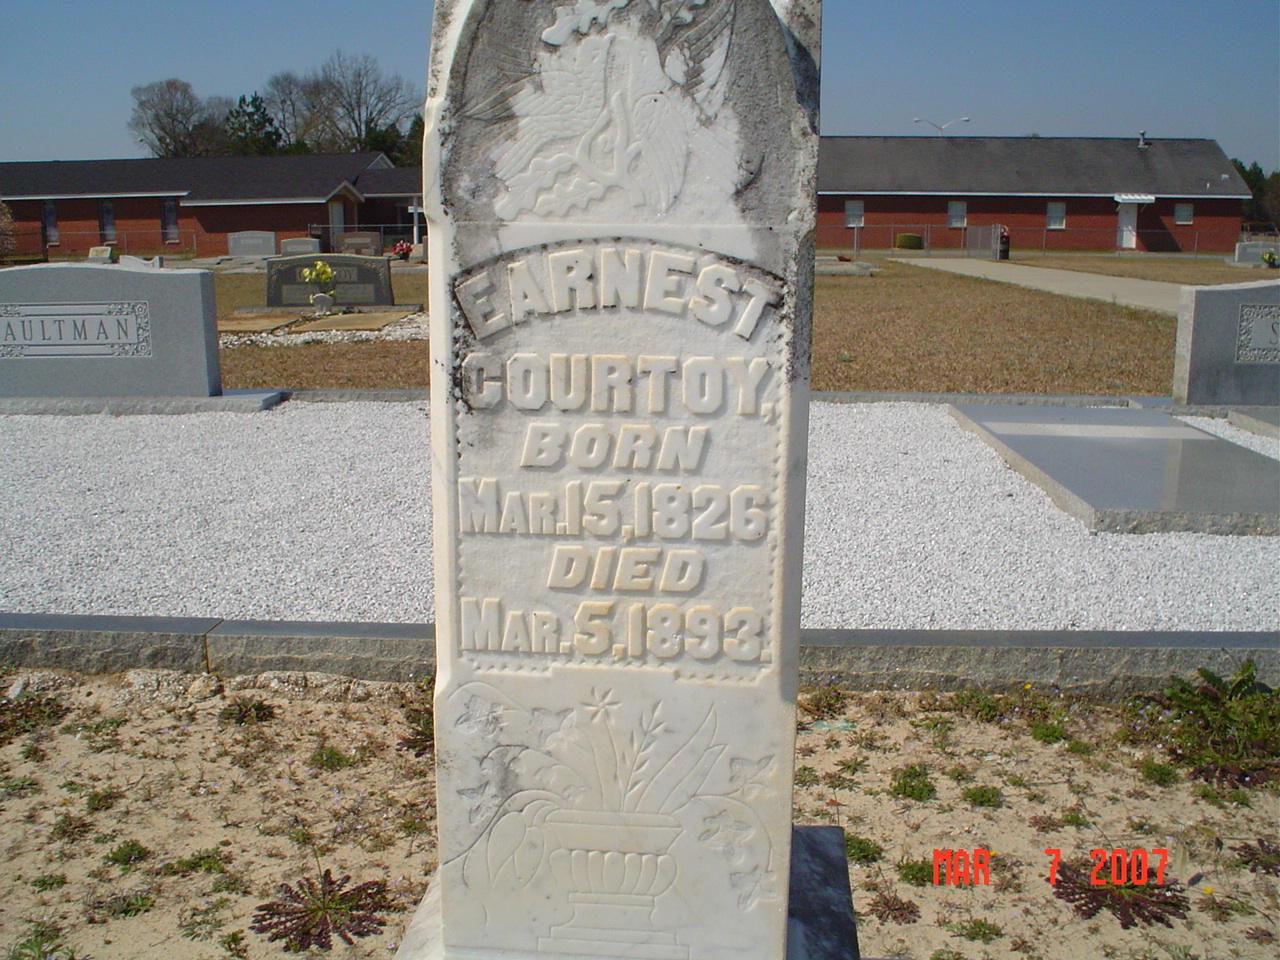 EARNEST
COURTOY,
BORN
MAR. 15, 1826
DIED
MAR. 5, 1893.
AULTMAN
MAR 7 2007